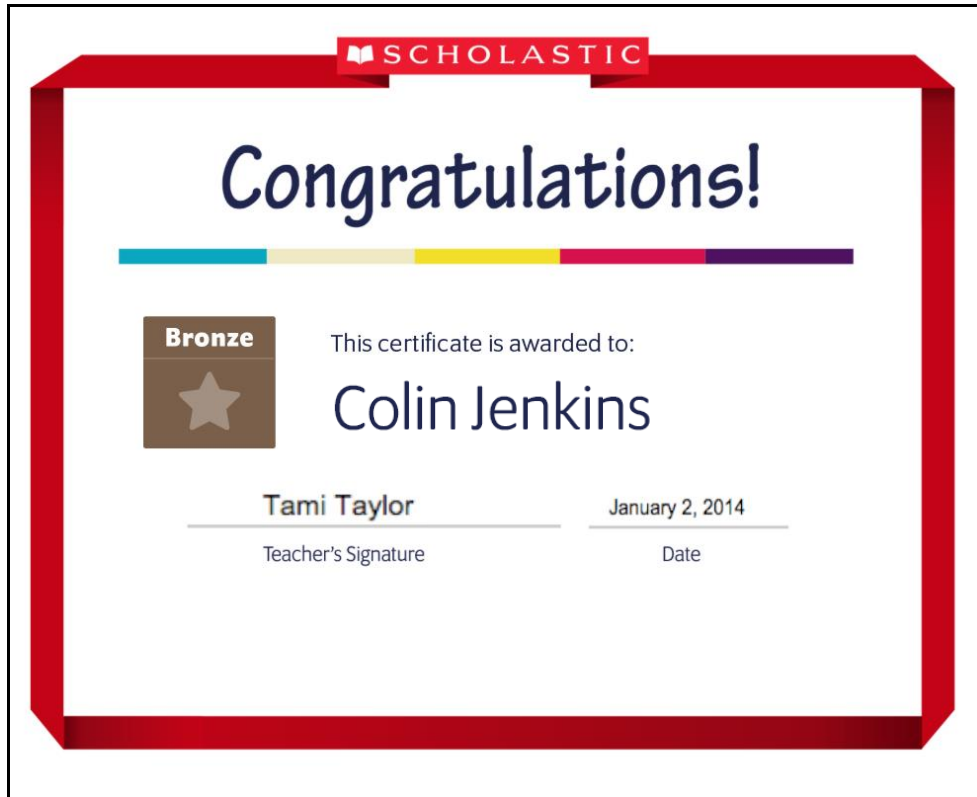 SCHOLASTIC
Congratulations!
Bronze
This certificate is awarded to:
Colin Jenkins
Tami Taylor
January 2, 2014
Teacher's Signature
Date